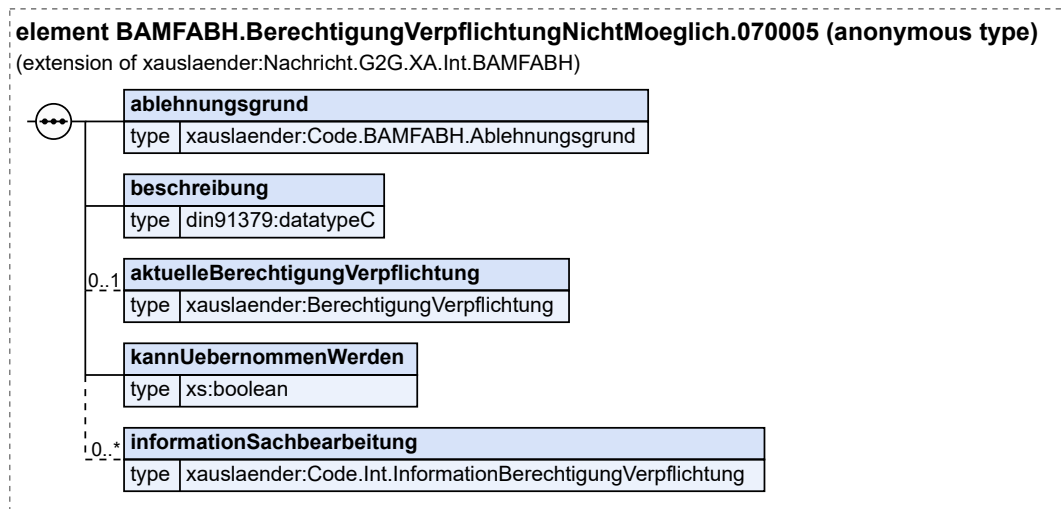 element BAMFABH.BerechtigungVerpflichtungNichtMoeglich.070005 (anonymous type)
(extension of xauslaender:Nachricht.G2G.XA.Int.BAMFABH)
ablehnungsgrund
type xauslaender:Code.BAMFABH.Ablehnungsgrund
beschreibung
type din91379:datatypeC
0..1 aktuelleBerechtigungVerpflichtung
type xauslaender:BerechtigungVerpflichtung
kannUebernommenWerden
type xs:boolean
0..* informationSachbearbeitung
type xauslaender:Code.Int.InformationBerechtigungVerpflichtung